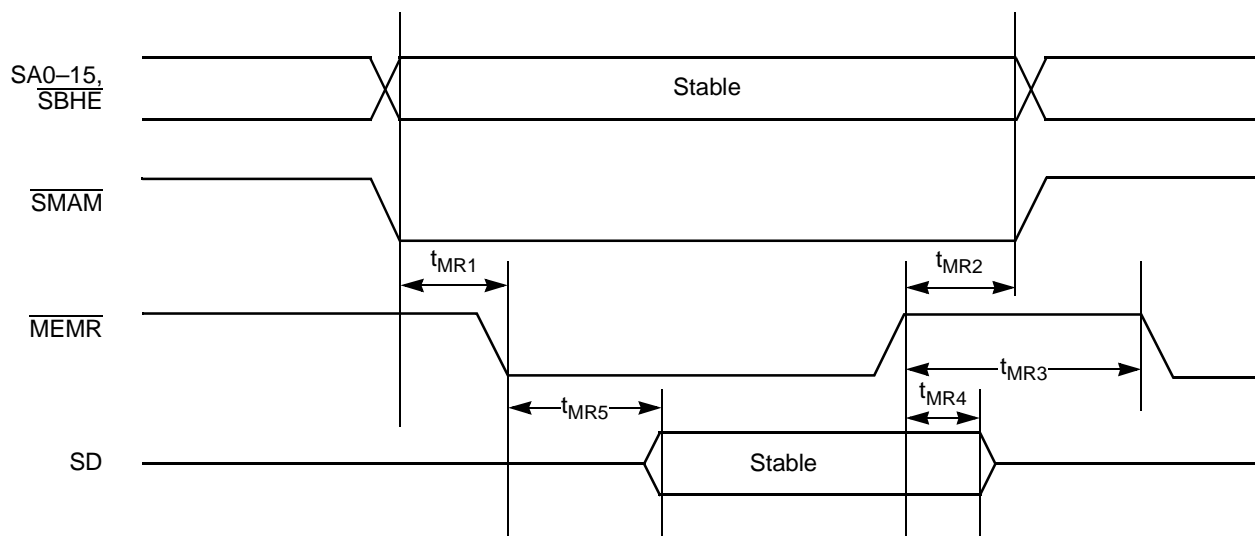 SA0–15,
SBHE
Stable
SMAM
tMR1
tMR2
MEMR
tMR3
tMR4
tMR5
SD
Stable